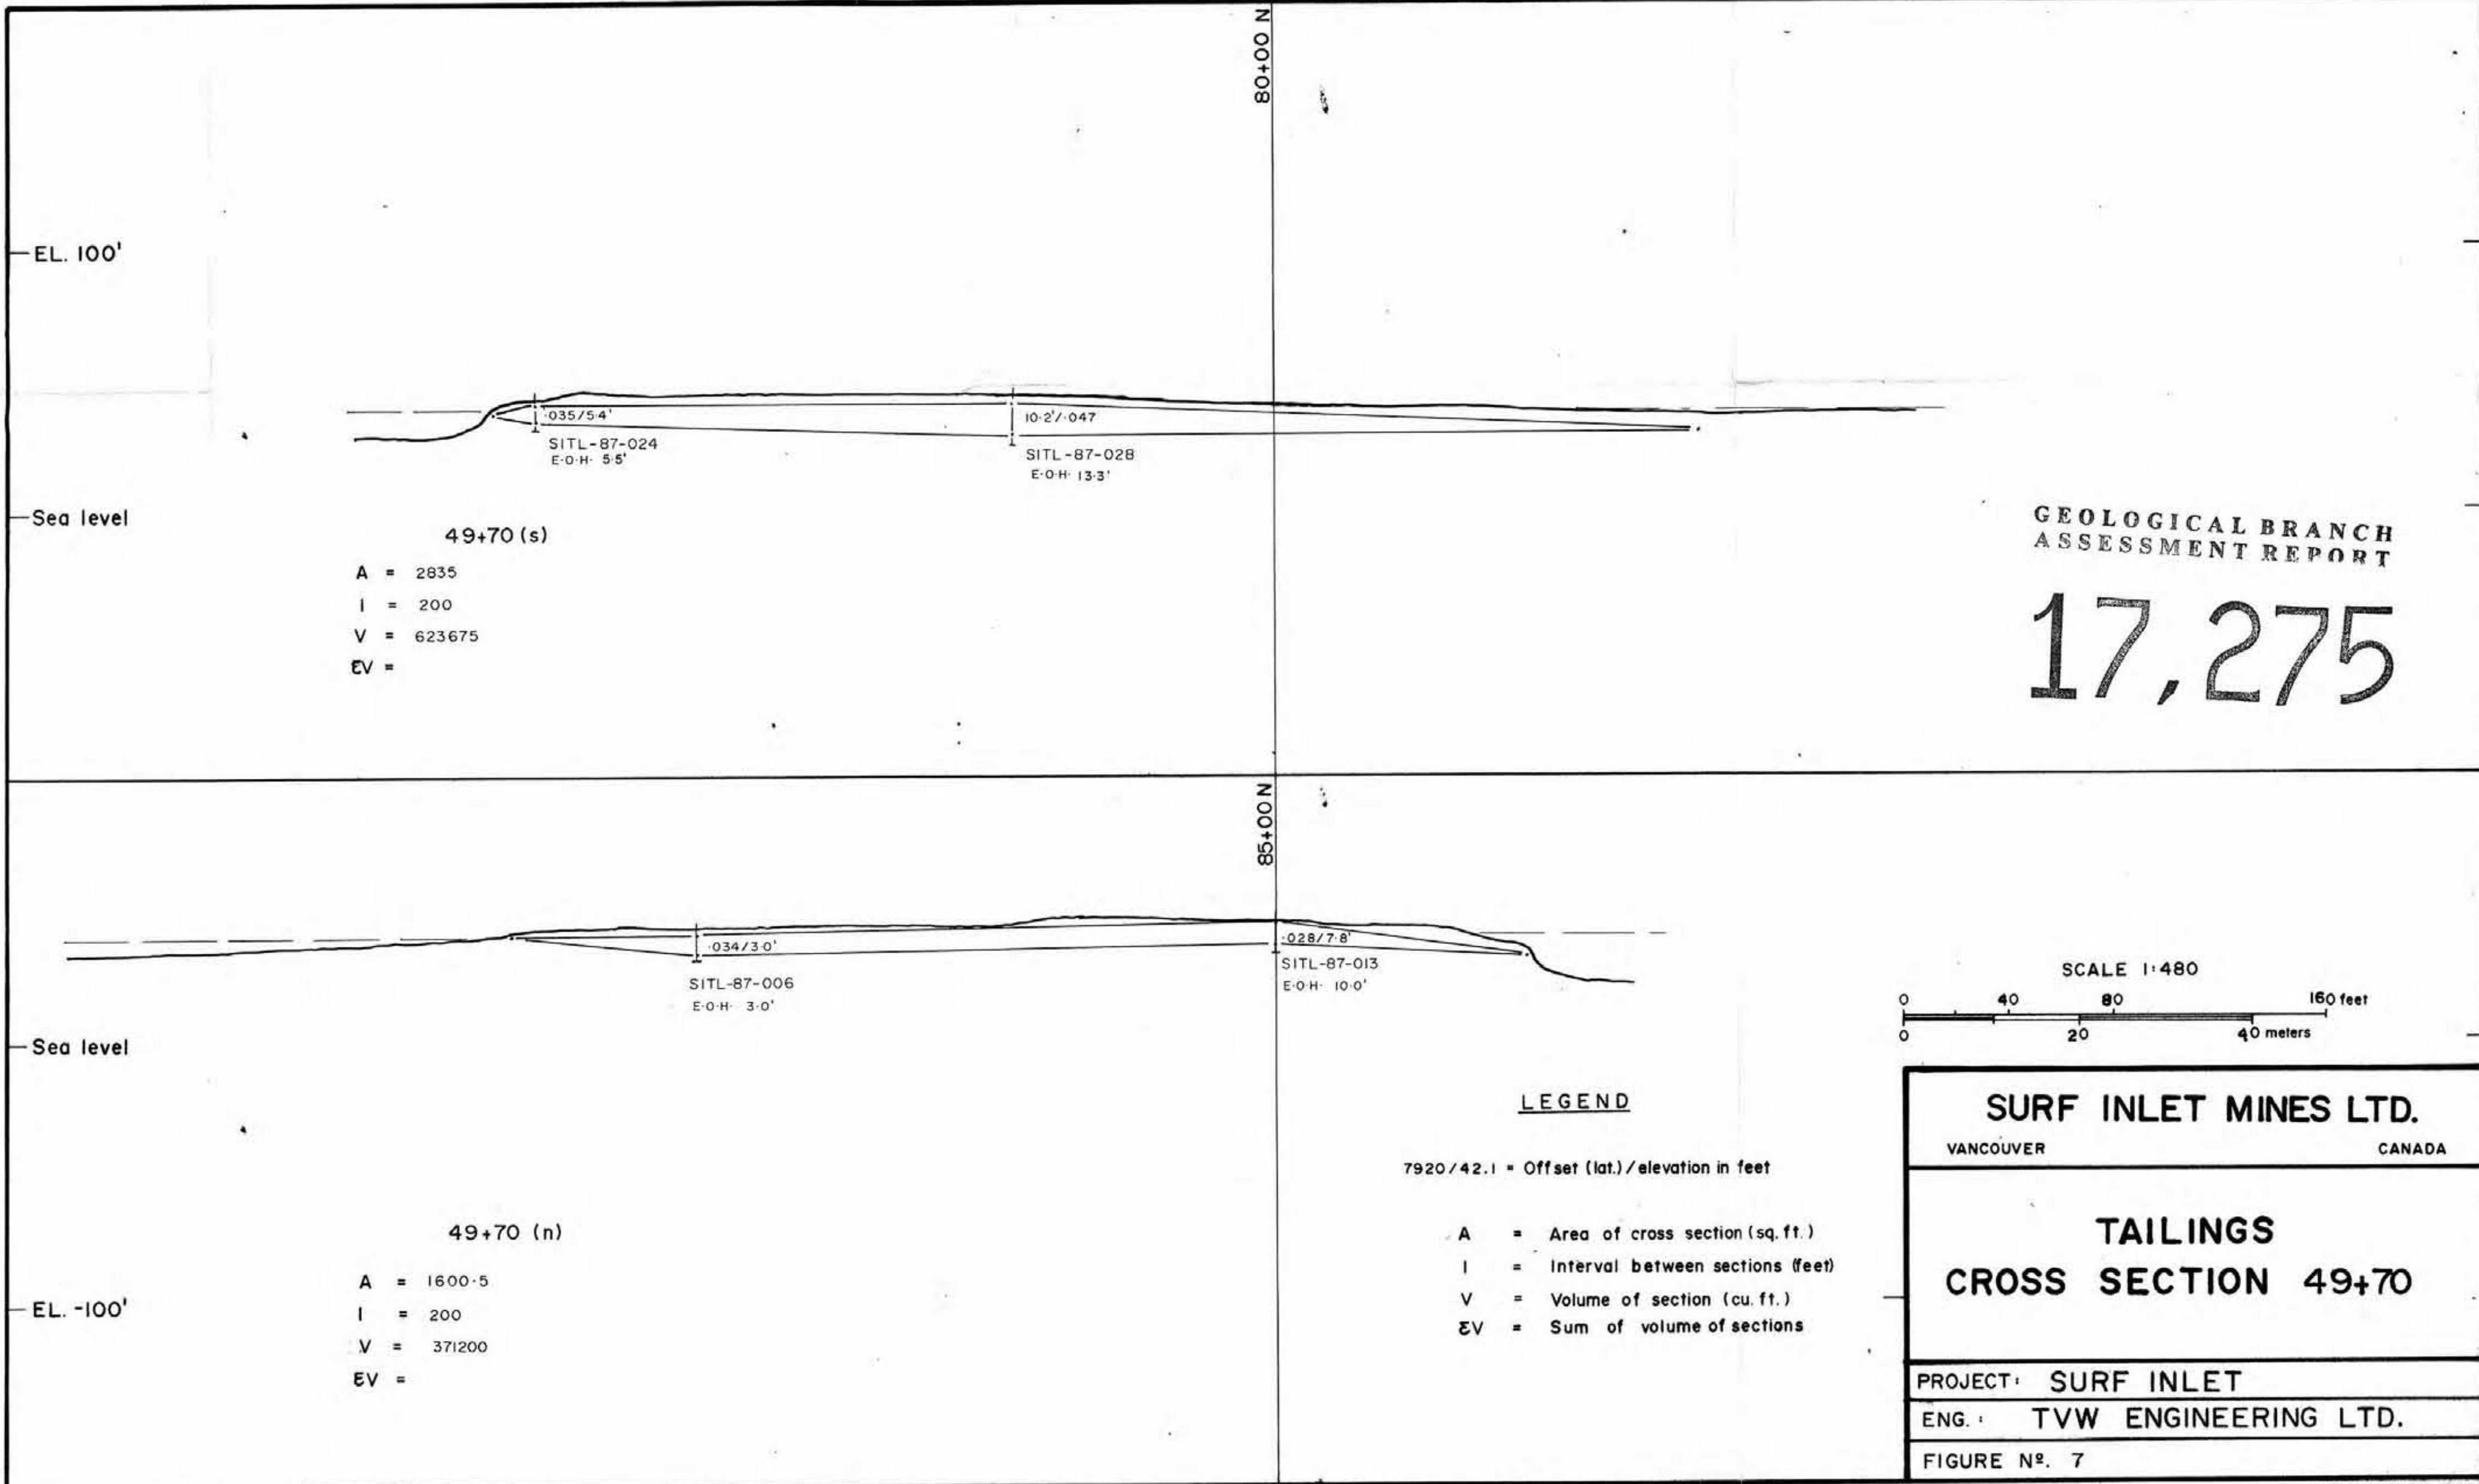 80+00 N
EL. 100'
·035/5·4'
10·2'/·047
SITL-87-024
E·O·H· 5·5'
SITL-87-028
E·O·H· 13·3'
Sea level
49+70 (s)
A = 2835
I = 200
V = 623675
ƐV =
GEOLOGICAL BRANCH
ASSESSMENT REPORT
17,275
85+00 N
·034/3·0'
·028/7·8'
SITL-87-006
E·O·H· 3·0'
SITL-87-013
E·O·H· 10·0'
Sea level
49+70 (n)
A = 1600·5
I = 200
V = 371200
ƐV =
EL. -100'
SCALE 1:480
0 40 80 160 feet
0 20 40 meters
LEGEND
7920/42.1 = Offset (lat.)/elevation in feet
A = Area of cross section (sq. ft.)
I = Interval between sections (feet)
V = Volume of section (cu. ft.)
ƐV = Sum of volume of sections
SURF INLET MINES LTD.
VANCOUVER CANADA
TAILINGS
CROSS SECTION 49+70
PROJECT: SURF INLET
ENG.: TVW ENGINEERING LTD.
FIGURE Nº. 7